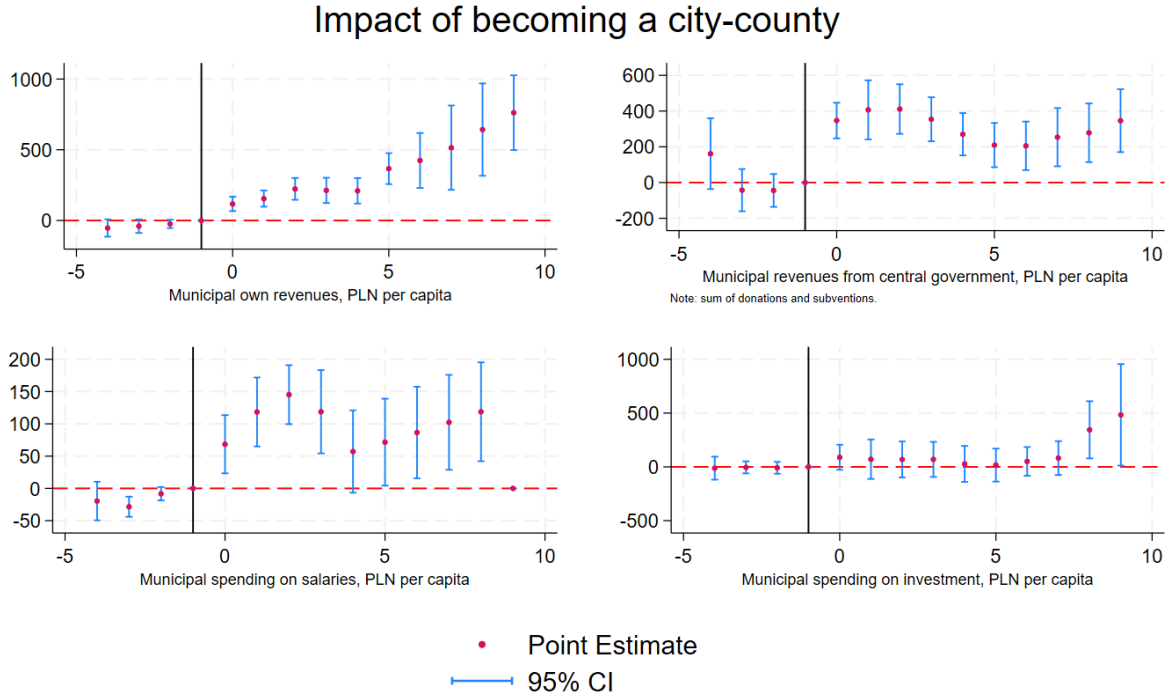 Impact of becoming a city-county
1000
500
0
-5 0 5 10
Municipal own revenues, PLN per capita
600
400
200
0
-200
-5 0 5 10
Municipal revenues from central government, PLN per capita
Note: sum of donations and subventions.
200
150
100
50
0
-50
-5 0 5 10
Municipal spending on salaries, PLN per capita
1000
500
0
-500
-5 0 5 10
Municipal spending on investment, PLN per capita
Point Estimate
95% CI